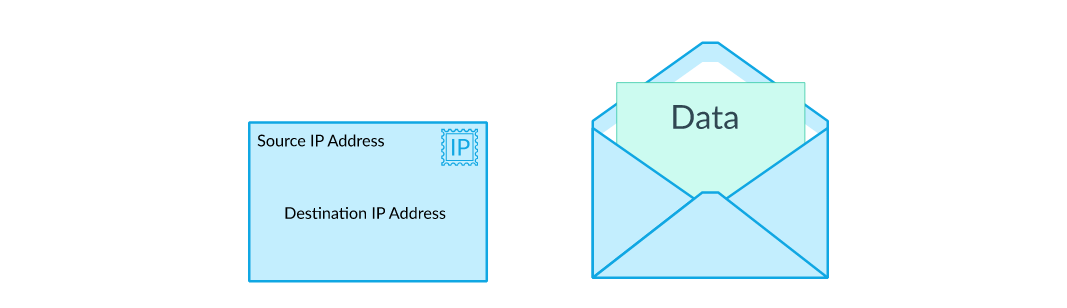 Source IP Address
IP
Destination IP Address
Data